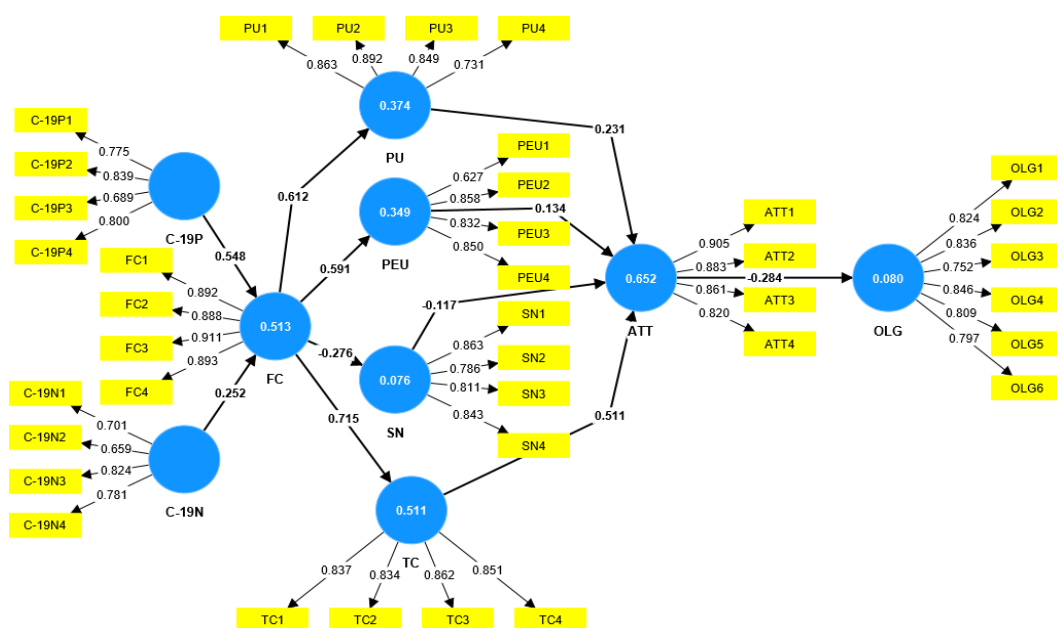 PU1
PU2
PU3
PU4
0.863
0.892
0.849
0.731
0.374
PU
C-19P1
C-19P2
C-19P3
C-19P4
0.775
0.839
0.689
0.800
C-19P
0.548
0.612
0.231
PEU1
PEU2
PEU3
PEU4
0.627
0.858
0.832
0.850
0.349
PEU
0.134
0.591
FC1
FC2
FC3
FC4
0.892
0.888
0.911
0.893
0.513
FC
-0.276
-0.117
SN1
SN2
SN3
SN4
0.863
0.786
0.811
0.843
0.076
SN
0.715
0.511
0.252
C-19N1
C-19N2
C-19N3
C-19N4
0.701
0.659
0.824
0.781
C-19N
0.511
TC
0.837
0.834
0.862
0.851
TC1
TC2
TC3
TC4
0.652
ATT
ATT1
ATT2
ATT3
ATT4
0.905
0.883
0.861
0.820
-0.284
0.080
OLG
OLG1
OLG2
OLG3
OLG4
OLG5
OLG6
0.824
0.836
0.752
0.846
0.809
0.797